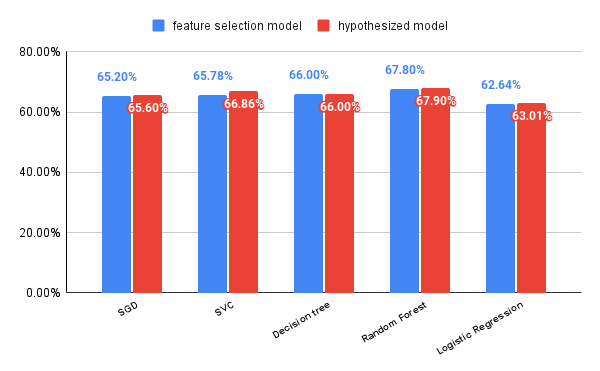 feature selection model hypothesized model
80.00%
60.00%
40.00%
20.00%
0.00%
65.20% 65.60%
65.78% 66.86%
66.00% 66.00%
67.80% 67.90%
62.64% 63.01%
SGD
SVC
Decision tree
Random Forest
Logistic Regression